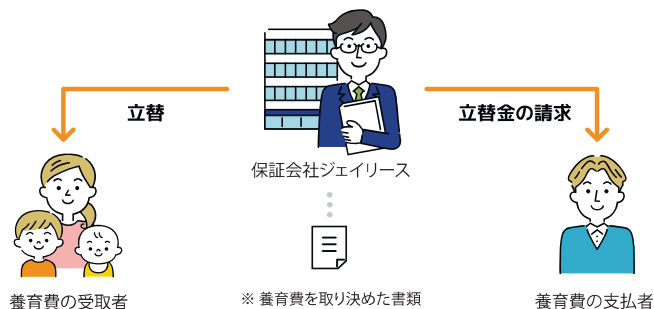 立替
立替金の請求
保証会社ジェイリース
養育費の受取者
※ 養育費を取り決めた書類
養育費の支払者